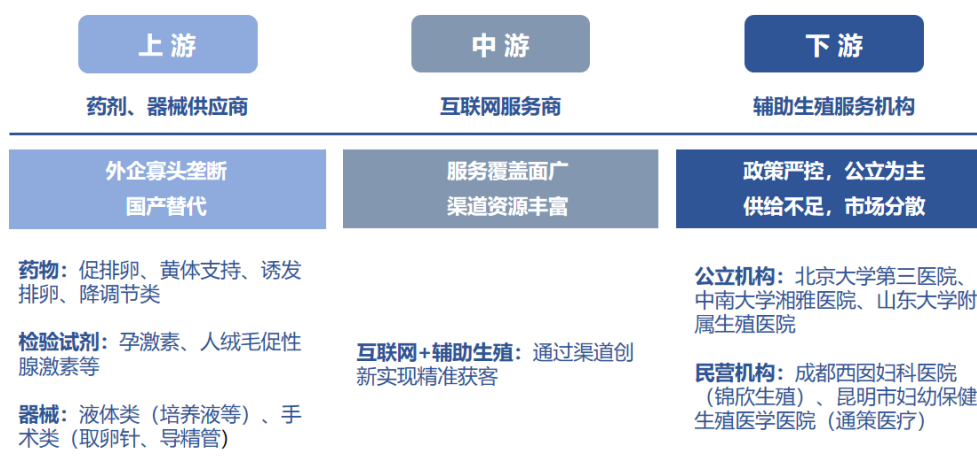 上 游
药剂、器械供应商
外企寡头垄断
国产替代
药物：促排卵、黄体支持、诱发
排卵、降调节类
检验试剂：孕激素、人绒毛促性
腺激素等
器械：液体类（培养液等）、手
术类（取卵针、导精管）
中 游
互联网服务商
服务覆盖面广
渠道资源丰富
互联网+辅助生殖：通过渠道创
新实现精准获客
下 游
辅助生殖服务机构
政策严控，公立为主
供给不足，市场分散
公立机构：北京大学第三医院、
中南大学湘雅医院、山东大学附
属生殖医院
民营机构：成都西囡妇科医院
（锦欣生殖）、昆明市妇幼保健
生殖医学医院（通策医疗）